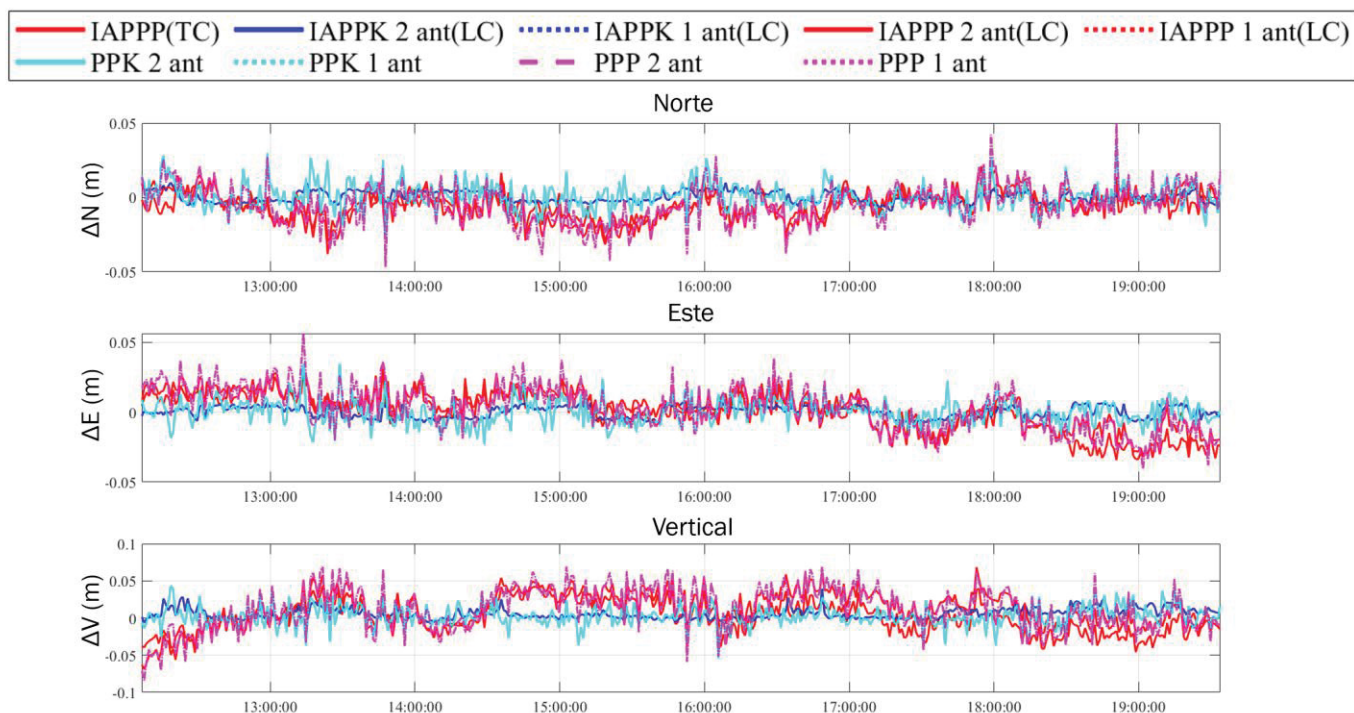 IAPPP(TC) IAPPK 2 ant(LC) IAPPK 1 ant(LC) IAPPP 2 ant(LC) IAPPP 1 ant(LC)
PPK 2 ant PPK 1 ant PPP 2 ant PPP 1 ant
Norte
0.05
0
-0.05
ΔN (m)
13:00:00 14:00:00 15:00:00 16:00:00 17:00:00 18:00:00 19:00:00
Este
0.05
0
-0.05
ΔE (m)
13:00:00 14:00:00 15:00:00 16:00:00 17:00:00 18:00:00 19:00:00
Vertical
0.1
0.05
0
-0.05
-0.1
ΔV (m)
13:00:00 14:00:00 15:00:00 16:00:00 17:00:00 18:00:00 19:00:00